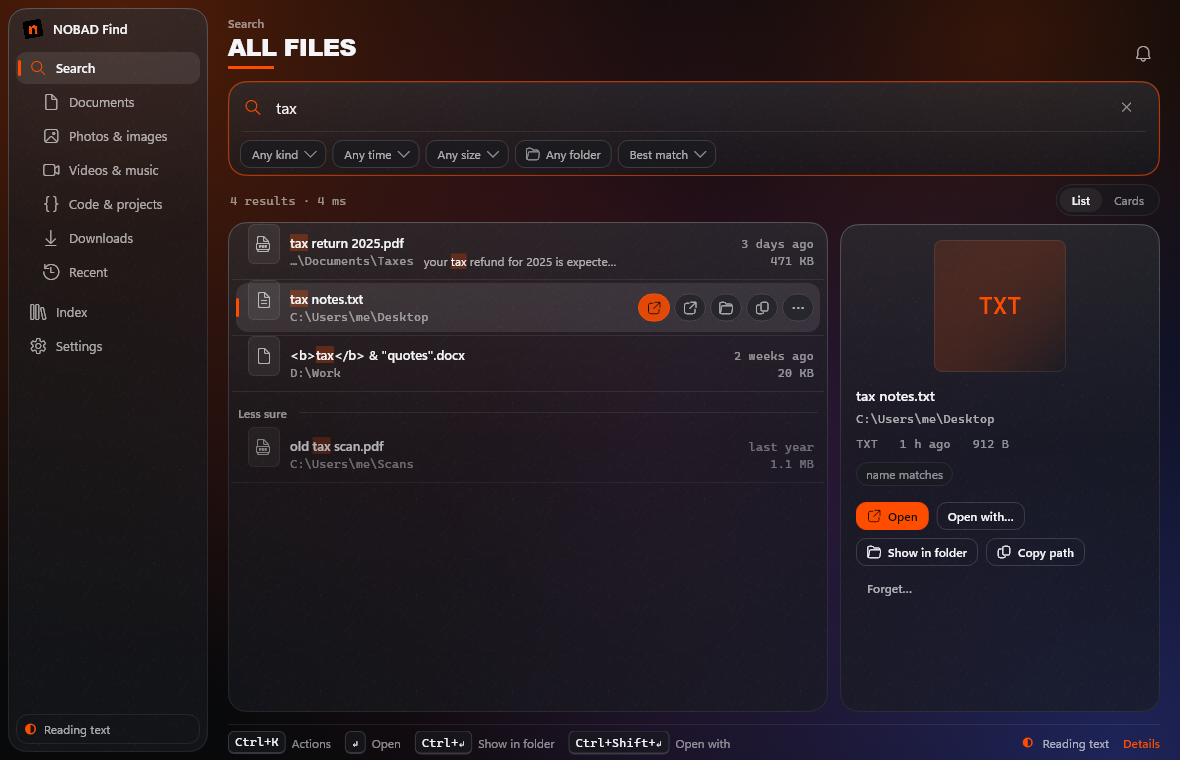 NOBAD Find
Search
Documents
Photos & images
Videos & music
Code & projects
Downloads
Recent
Index
Settings
Reading text
Search
ALL FILES
tax
Any kind
Any time
Any size
Any folder
Best match
4 results · 4 ms
List
Cards
tax return 2025.pdf
3 days ago
…\Documents\Taxes your tax refund for 2025 is expecte...
471 KB
tax notes.txt
C:\Users\me\Desktop
<b>tax</b> & "quotes".docx
2 weeks ago
D:\Work
20 KB
Less sure
old tax scan.pdf
last year
C:\Users\me\Scans
1.1 MB
TXT
tax notes.txt
C:\Users\me\Desktop
TXT 1 h ago 912 B
name matches
Open
Open with...
Show in folder
Copy path
Forget...
Ctrl+K Actions
↲ Open
Ctrl+↲ Show in folder
Ctrl+Shift+↲ Open with
Reading text
Details